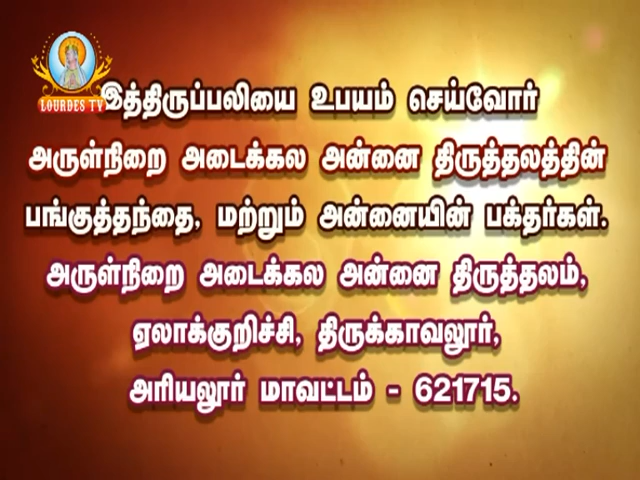 LOURDES TV
இத்திருப்பலியை உபயம் செய்வோர்
அருள்நிறை அடைக்கல அன்னை திருத்தலத்தின்
பங்குத்தந்தை, மற்றும் அன்னையின் பக்தர்கள்.
அருள்நிறை அடைக்கல அன்னை திருத்தலம்,
ஏலாக்குறிச்சி, திருக்காவலூர்,
அரியலூர் மாவட்டம் - 621715.